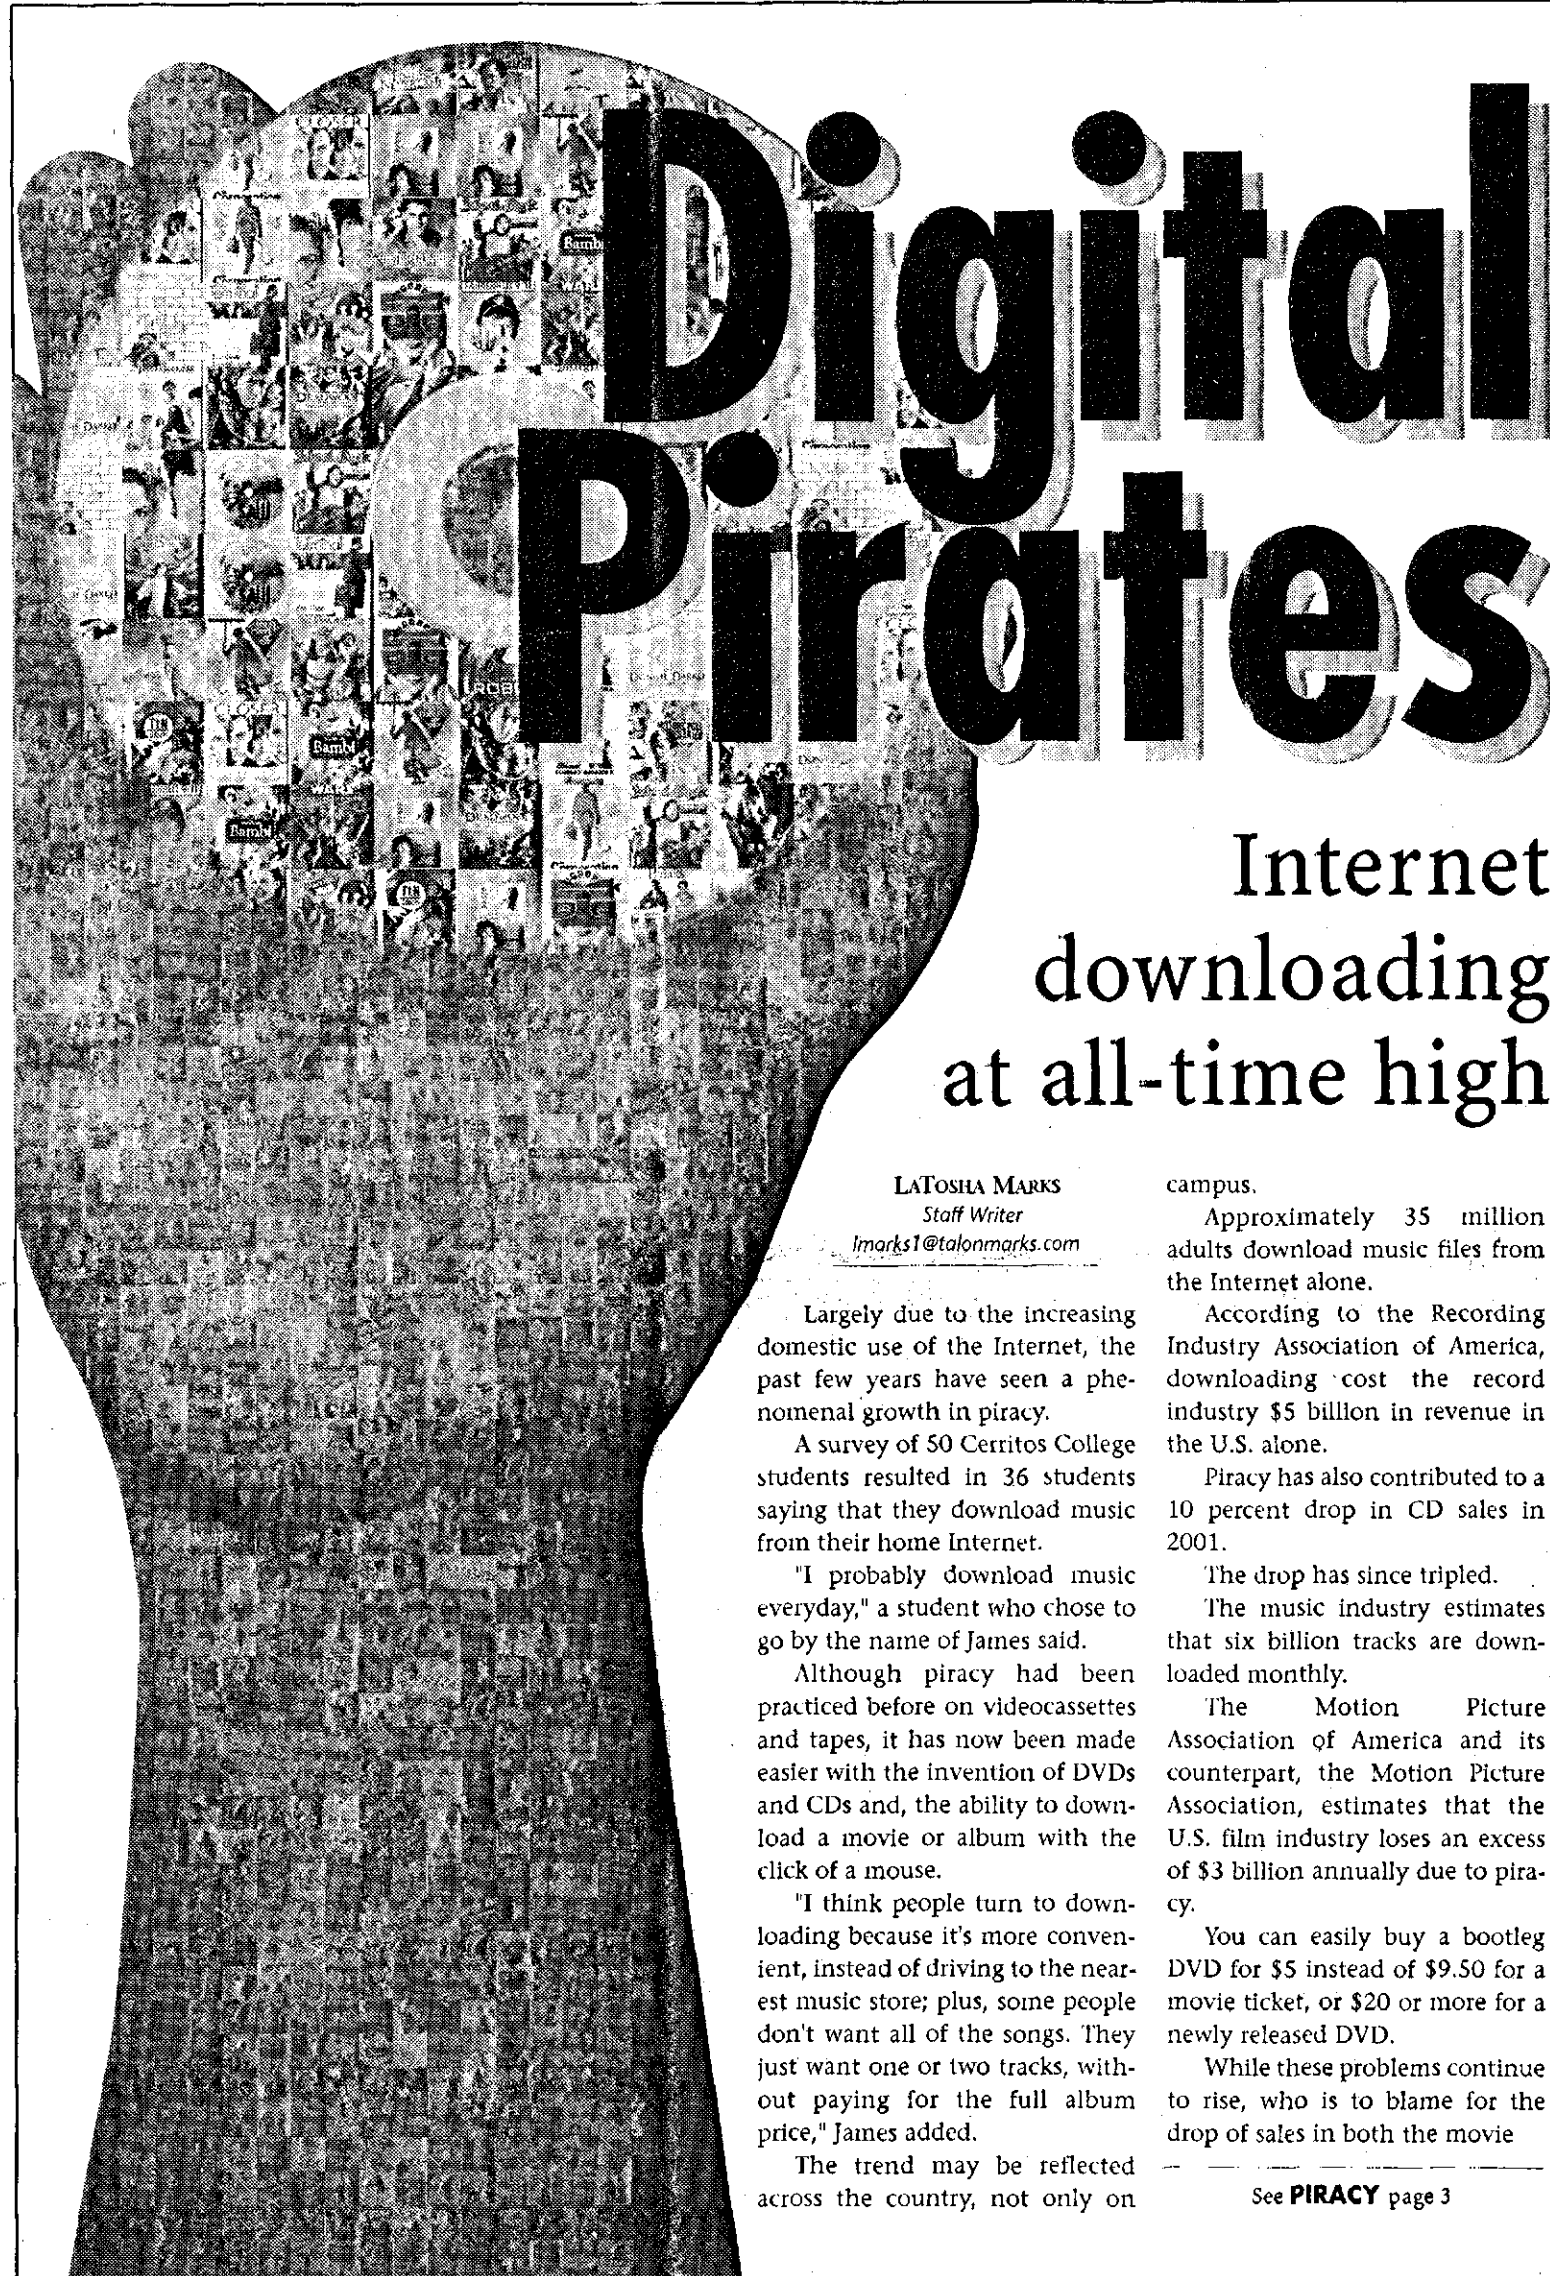 Digital
Pirates
Internet
downloading
at all-time high
LATOSHA MARKS
Staff Writer
lmarks1@talonmarks.com
Largely due to the increasing
domestic use of the Internet, the
past few years have seen a phe-
nomenal growth in piracy.
A survey of 50 Cerritos College
students resulted in 36 students
saying that they download music
from their home Internet.
"I probably download music
everyday," a student who chose to
go by the name of James said.
Although piracy had been
practiced before on videocassettes
and tapes, it has now been made
easier with the invention of DVDs
and CDs and, the ability to down-
load a movie or album with the
click of a mouse.
"I think people turn to down-
loading because it's more conven-
ient, instead of driving to the near-
est music store; plus, some people
don't want all of the songs. They
just want one or two tracks, with-
out paying for the full album
price," James added.
The trend may be reflected
across the country, not only on
campus.
Approximately 35 million
adults download music files from
the Internet alone.
According to the Recording
Industry Association of America,
downloading cost the record
industry $5 billion in revenue in
the U.S. alone.
Piracy has also contributed to a
10 percent drop in CD sales in
2001.
The drop has since tripled.
The music industry estimates
that six billion tracks are down-
loaded monthly.
The Motion Picture
Association of America and its
counterpart, the Motion Picture
Association, estimates that the
U.S. film industry loses an excess
of $3 billion annually due to pira-
cy.
You can easily buy a bootleg
DVD for $5 instead of $9.50 for a
movie ticket, or $20 or more for a
newly released DVD.
While these problems continue
to rise, who is to blame for the
drop of sales in both the movie
See PIRACY page 3
Bambi
Bambi
Bambi